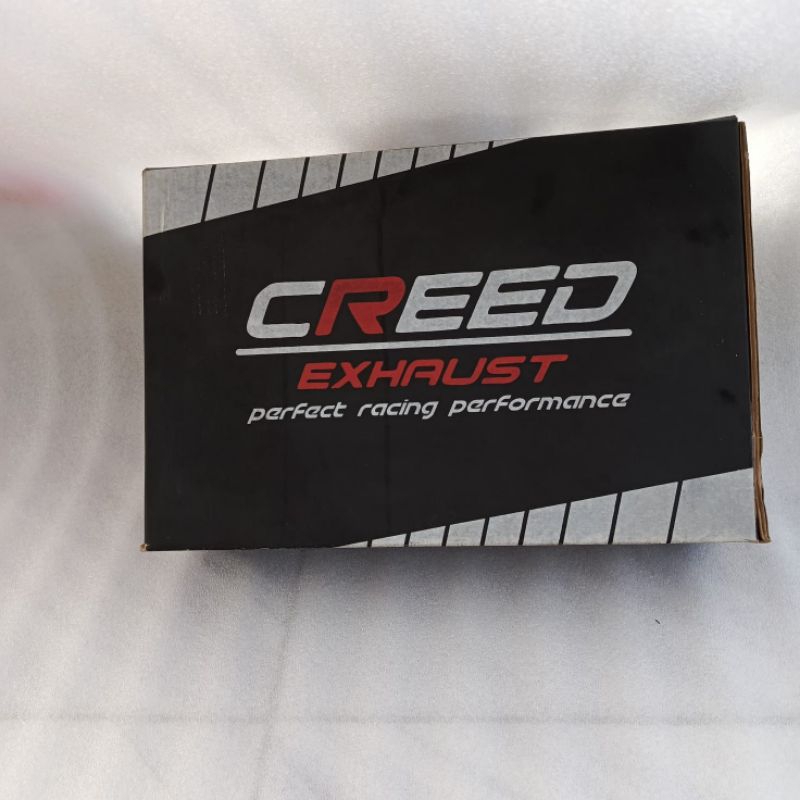 CREED
EXHAUST
perfect racing performance